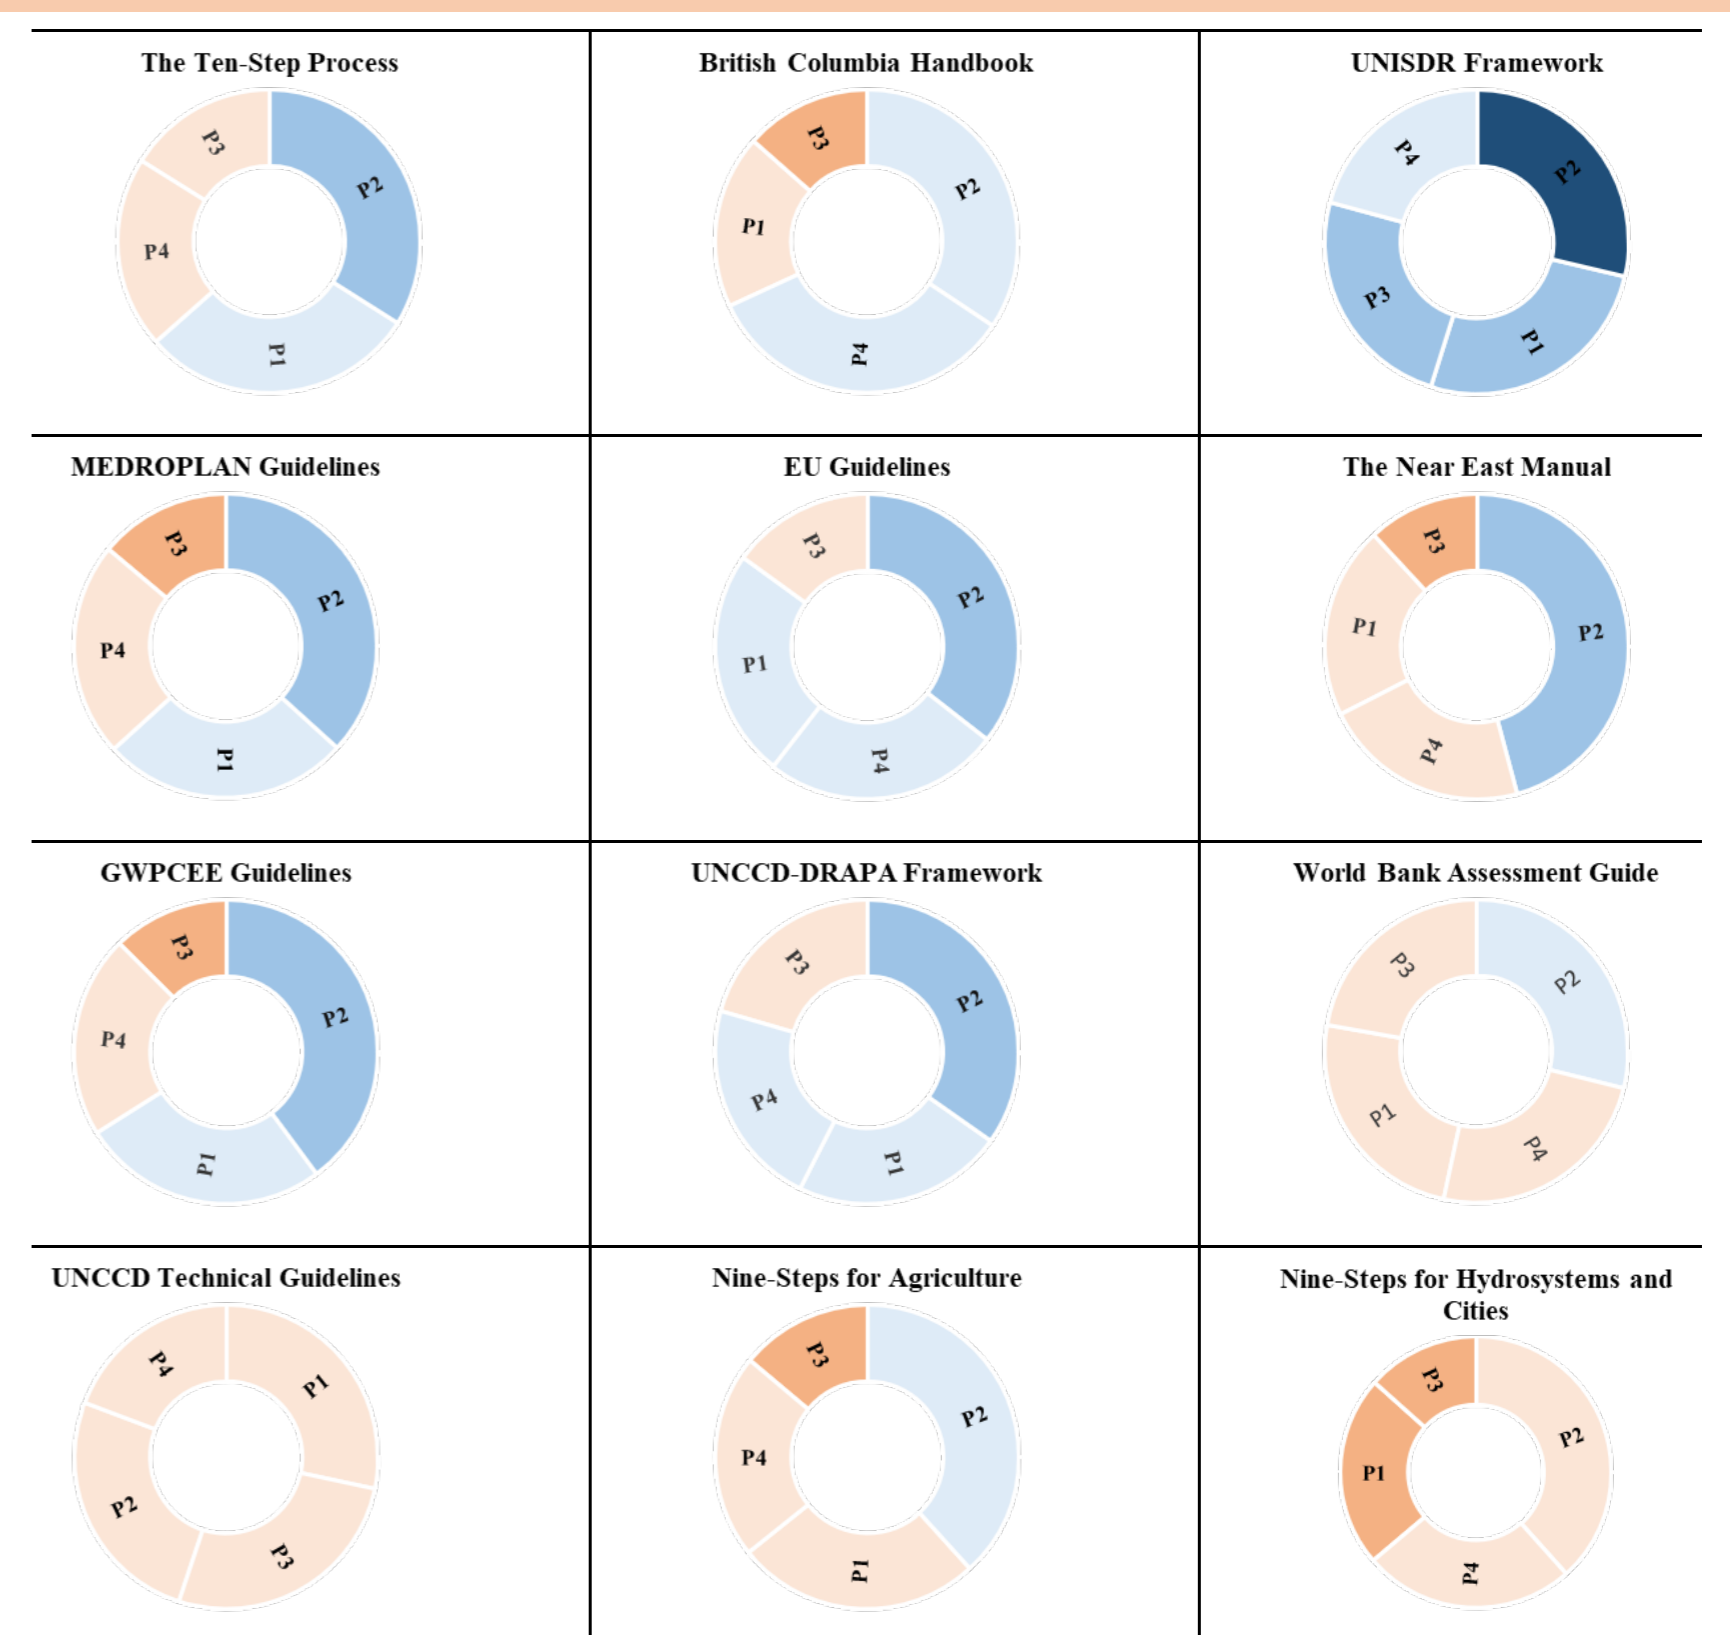 The Ten-Step Process
P2
P1
P4
P3
British Columbia Handbook
P2
P4
P1
P3
UNISDR Framework
P2
P1
P3
P4
MEDROPLAN Guidelines
P2
P1
P4
P3
EU Guidelines
P2
P4
P1
P3
The Near East Manual
P2
P4
P1
P3
GWPCEE Guidelines
P2
P1
P4
P3
UNCCD-DRAPA Framework
P2
P1
P4
P3
World Bank Assessment Guide
P2
P4
P1
P3
UNCCD Technical Guidelines
P1
P3
P2
P4
Nine-Steps for Agriculture
P2
P1
P4
P3
Nine-Steps for Hydrosystems and
Cities
P2
P4
P1
P3